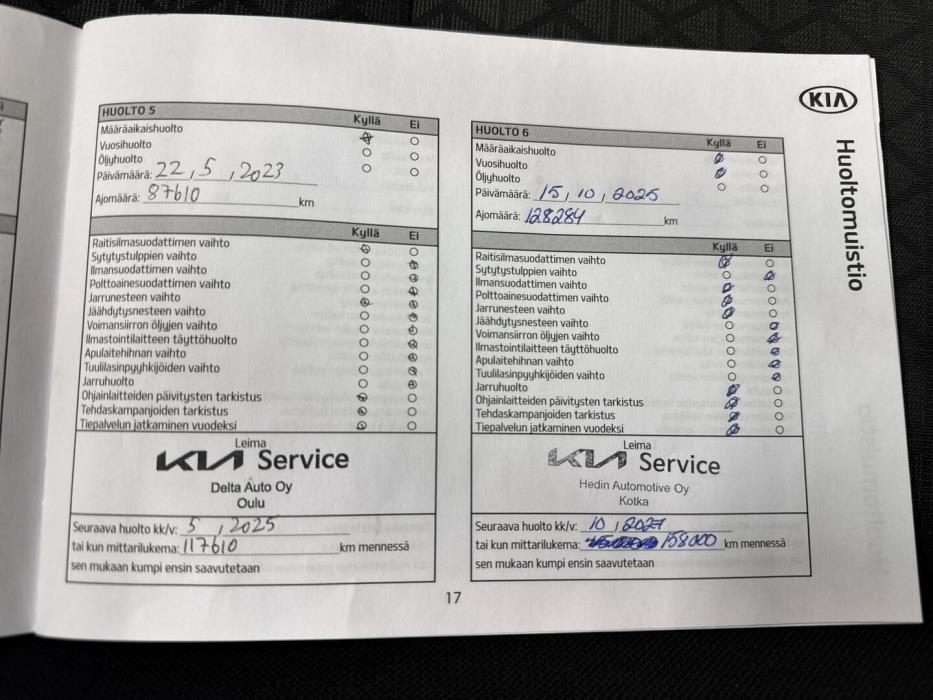 KIA
Huoltomuistio
HUOLTO 5
Kyllä Ei
Määräaikaishuolto
Vuosihuolto
Öljyhuolto
Päivämäärä: 22, 5, 2023
Ajomäärä: 87610 km
Kyllä Ei
Raitisilmasuodattimen vaihto
Sytytystulppien vaihto
Ilmansuodattimen vaihto
Polttoainesuodattimen vaihto
Jarrunesteen vaihto
Jäähdytysnesteen vaihto
Voimansiirron öljyjen vaihto
Ilmastointilaitteen täyttöhuolto
Apulaitehihnan vaihto
Tuulilasinpyyhkijöiden vaihto
Jarruhuolto
Ohjainlaitteiden päivitysten tarkistus
Tehdaskampanjoiden tarkistus
Tiepalvelun jatkaminen vuodeksi
Leima
KIA Service
Delta Auto Oy
Oulu
Seuraava huolto kk/v: 5, 2025
tai kun mittarilukema: 117610 km mennessä
sen mukaan kumpi ensin saavutetaan
HUOLTO 6
Kyllä Ei
Määräaikaishuolto
Vuosihuolto
Öljyhuolto
Päivämäärä: 15, 10, 2025
Ajomäärä: 128284 km
Kyllä Ei
Raitisilmasuodattimen vaihto
Sytytystulppien vaihto
Ilmansuodattimen vaihto
Polttoainesuodattimen vaihto
Jarrunesteen vaihto
Jäähdytysnesteen vaihto
Voimansiirron öljyjen vaihto
Ilmastointilaitteen täyttöhuolto
Apulaitehihnan vaihto
Tuulilasinpyyhkijöiden vaihto
Jarruhuolto
Ohjainlaitteiden päivitysten tarkistus
Tehdaskampanjoiden tarkistus
Tiepalvelun jatkaminen vuodeksi
Leima
KIA Service
Hedin Automotive Oy
Kotka
Seuraava huolto kk/v: 10, 2027
tai kun mittarilukema: 158000 km mennessä
sen mukaan kumpi ensin saavutetaan
17